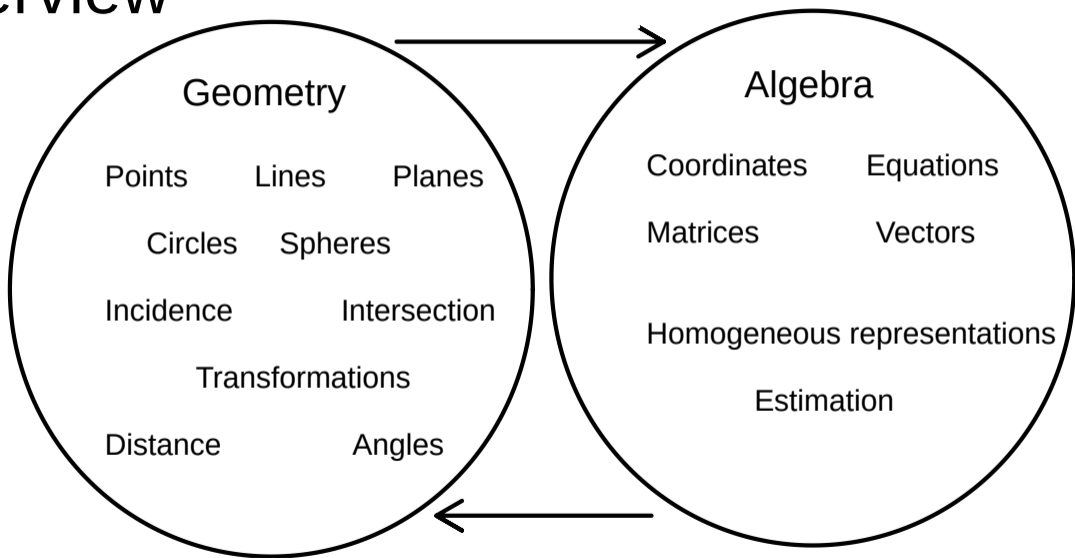 erview
Geometry
Points Lines Planes
Circles Spheres
Incidence Intersection
Transformations
Distance Angles
Algebra
Coordinates Equations
Matrices Vectors
Homogeneous representations
Estimation